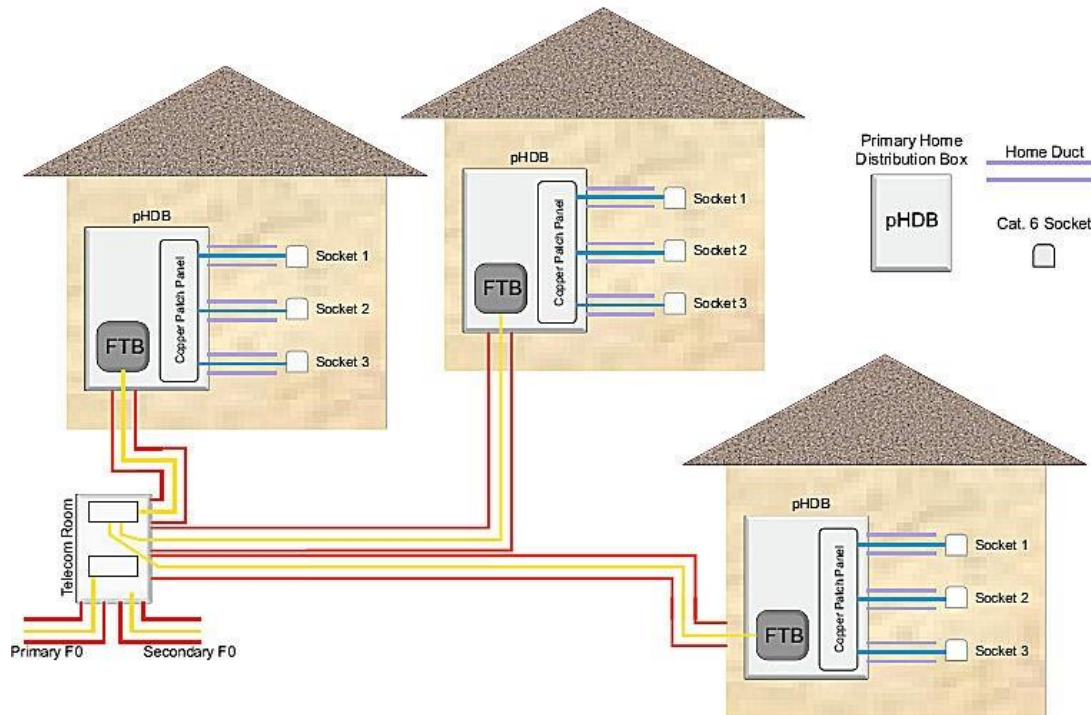 pHDB
FTB
Copper Patch Panel
Socket 1
Socket 2
Socket 3
pHDB
FTB
Copper Patch Panel
Socket 1
Socket 2
Socket 3
Primary Home
Distribution Box
pHDB
Home Duct
Cat. 6 Socket
Telecom Room
Primary F0
Secondary F0
pHDB
FTB
Copper Patch Panel
Socket 1
Socket 2
Socket 3